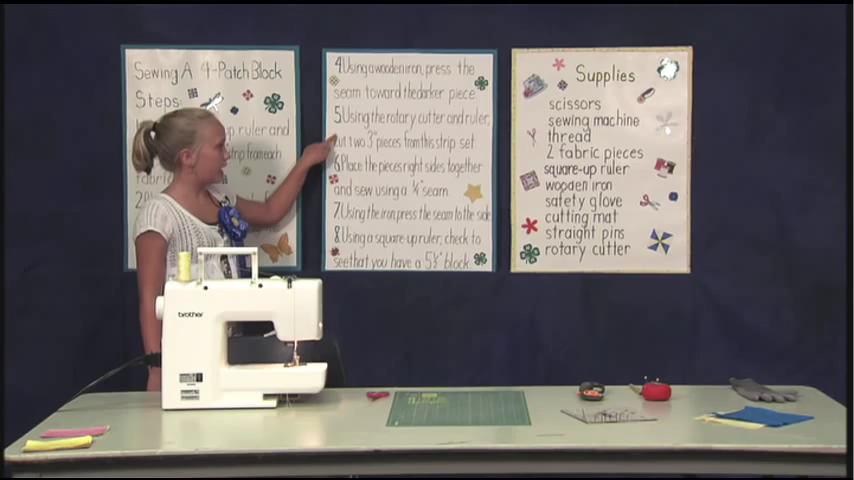 Sewing A 4-Patch Block
Steps:
up ruler and
strip from each
4 Using a wooden iron, press the
seam toward the darker piece.
5 Using the rotary cutter and ruler,
cut two 3" pieces from this strip set.
6 Place the pieces right sides together
and sew using a ¼" seam.
7. Using the iron press the seam to the side
8. Using a square-up ruler, check to
see that you have a 5½" block.
Supplies
scissors
sewing machine
thread
2 fabric pieces
square-up ruler
wooden iron
safety glove
cutting mat
straight pins
rotary cutter
brother